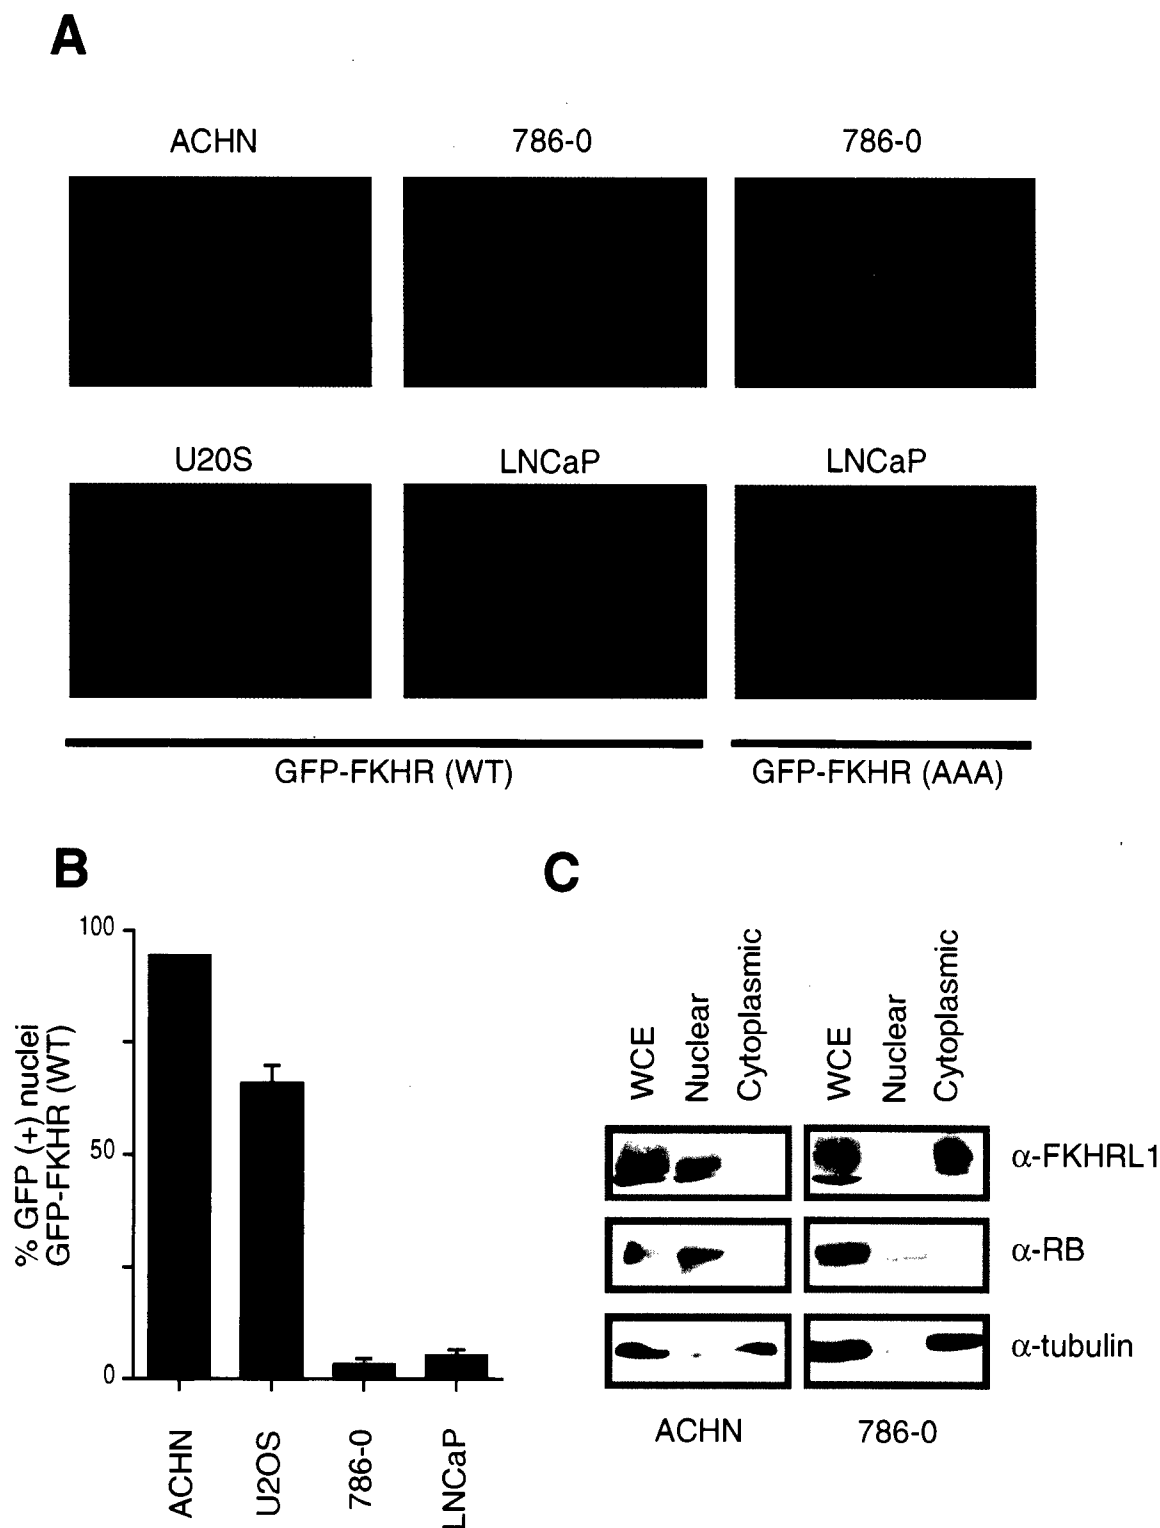 A
ACHN 786-0 786-0
U20S LNCaP LNCaP
GFP-FKHR (WT) GFP-FKHR (AAA)
B
% GFP (+) nuclei
GFP-FKHR (WT)
100
50
0
ACHN
U2OS
786-0
LNCaP
C
WCE Nuclear Cytoplasmic WCE Nuclear Cytoplasmic
α-FKHRL1
α-RB
α-tubulin
ACHN 786-0